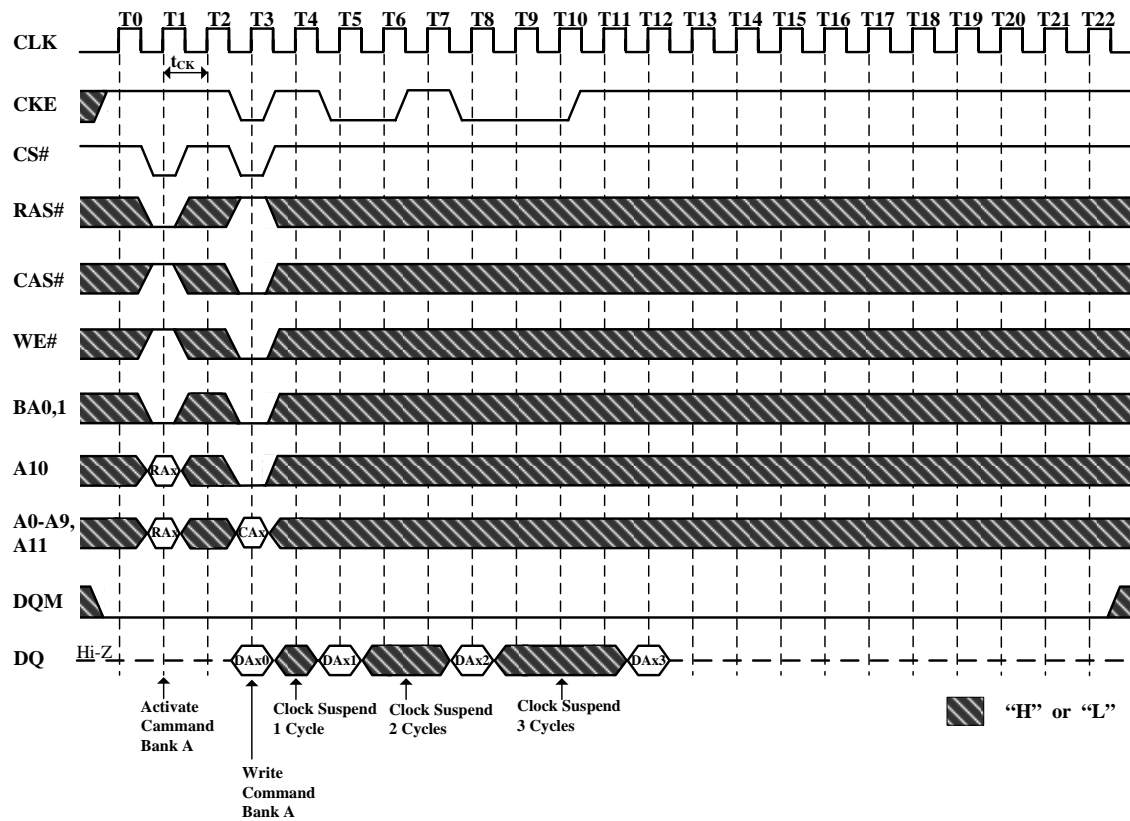 T0 T1 T2 T3 T4 T5 T6 T7 T8 T9 T10 T11 T12 T13 T14 T15 T16 T17 T18 T19 T20 T21 T22
CLK
tCK
CKE
CS#
RAS#
CAS#
WE#
BA0,1
A10
RAx
A0-A9,
A11
RAx CAx
DQM
DQ
Hi-Z
DAx0 DAx1 DAx2 DAx3
Activate
Cammand
Bank A
Clock Suspend
1 Cycle
Clock Suspend
2 Cycles
Clock Suspend
3 Cycles
Write
Command
Bank A
“H” or “L”